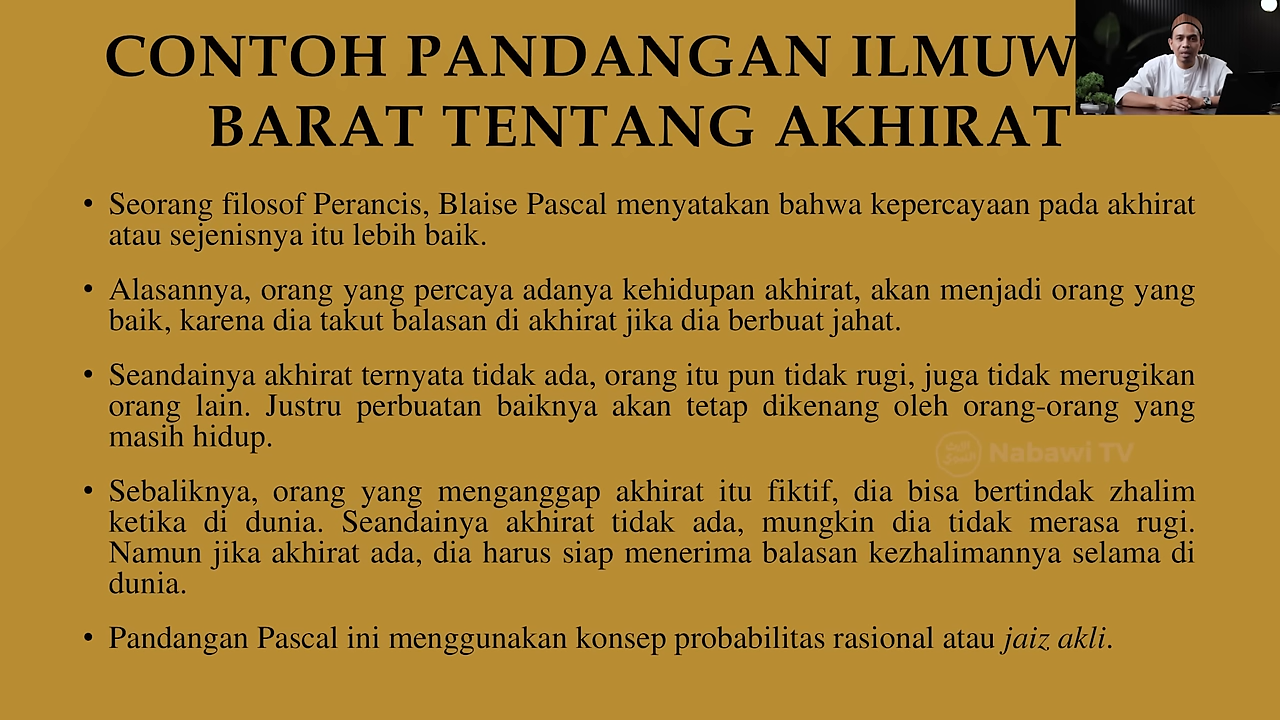 CONTOH PANDANGAN ILMUW
BARAT TENTANG AKHIRAT
• Seorang filosof Perancis, Blaise Pascal menyatakan bahwa kepercayaan pada akhirat
atau sejenisnya itu lebih baik.
• Alasannya, orang yang percaya adanya kehidupan akhirat, akan menjadi orang yang
baik, karena dia takut balasan di akhirat jika dia berbuat jahat.
• Seandainya akhirat ternyata tidak ada, orang itu pun tidak rugi, juga tidak merugikan
orang lain. Justru perbuatan baiknya akan tetap dikenang oleh orang-orang yang
masih hidup.
Nabawi TV
• Sebaliknya, orang yang menganggap akhirat itu fiktif, dia bisa bertindak zhalim
ketika di dunia. Seandainya akhirat tidak ada, mungkin dia tidak merasa rugi.
Namun jika akhirat ada, dia harus siap menerima balasan kezhalimannya selama di
dunia.
• Pandangan Pascal ini menggunakan konsep probabilitas rasional atau jaiz akli.